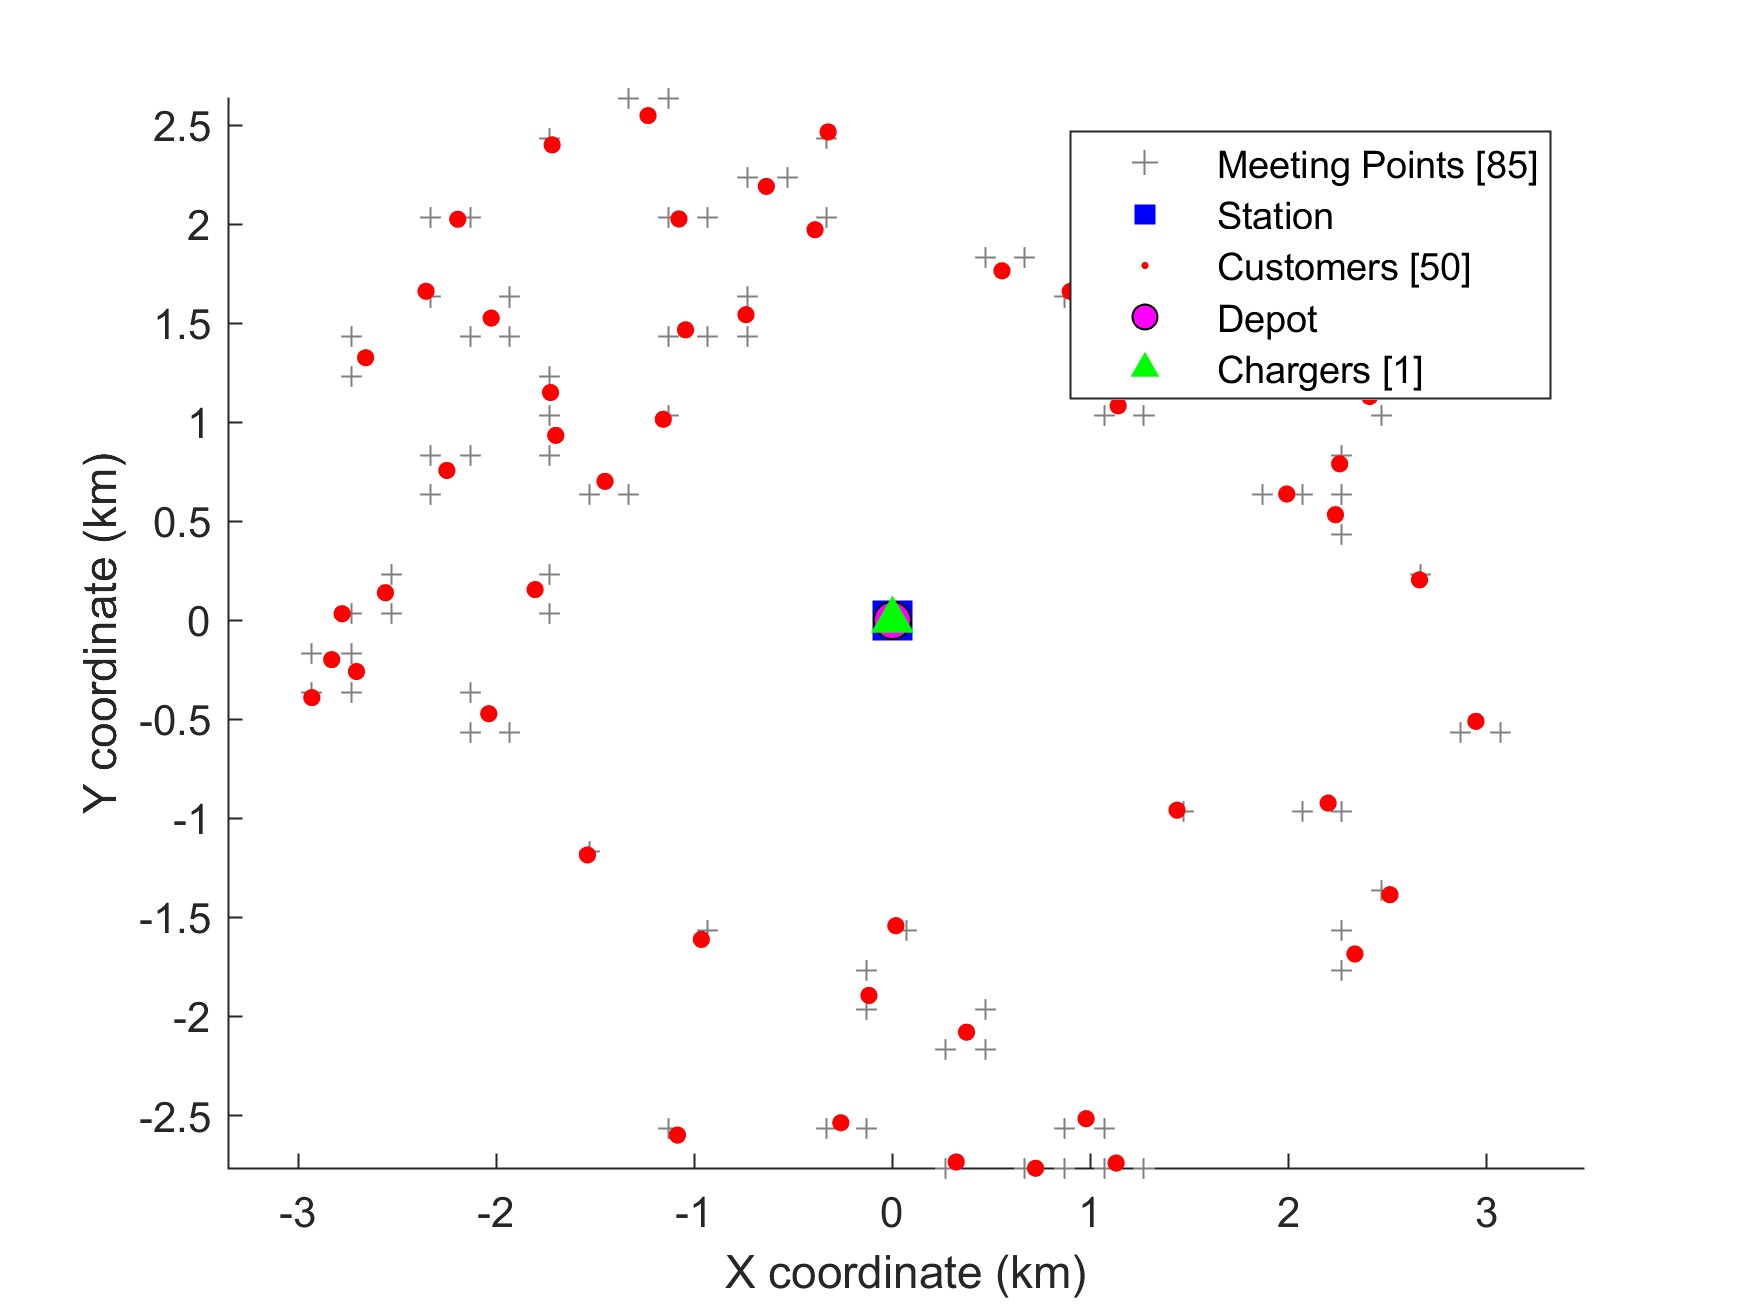 2.5
2
1.5
1
0.5
0
-0.5
-1
-1.5
-2
-2.5
Y coordinate (km)
Meeting Points [85]
Station
Customers [50]
Depot
Chargers [1]
-3
-2
-1
0
1
2
3
X coordinate (km)